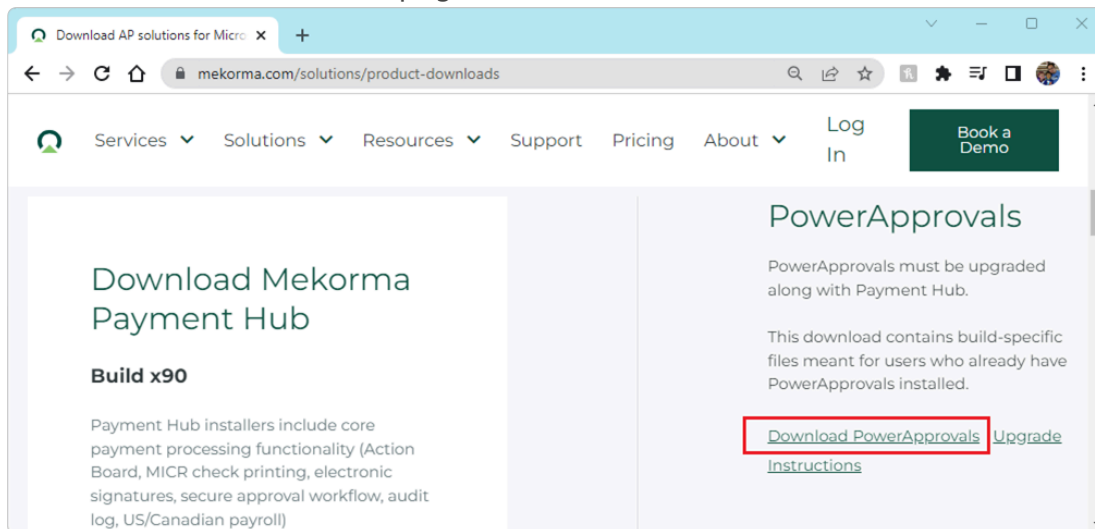 Download AP solutions for Micro
mekorma.com/solutions/product-downloads
Services Solutions Resources Support Pricing About Log In Book a Demo
Download Mekorma
Payment Hub
Build x90
Payment Hub installers include core
payment processing functionality (Action
Board, MICR check printing, electronic
signatures, secure approval workflow, audit
log, US/Canadian payroll)
PowerApprovals
PowerApprovals must be upgraded
along with Payment Hub.
This download contains build-specific
files meant for users who already have
PowerApprovals installed.
Download PowerApprovals Upgrade
Instructions